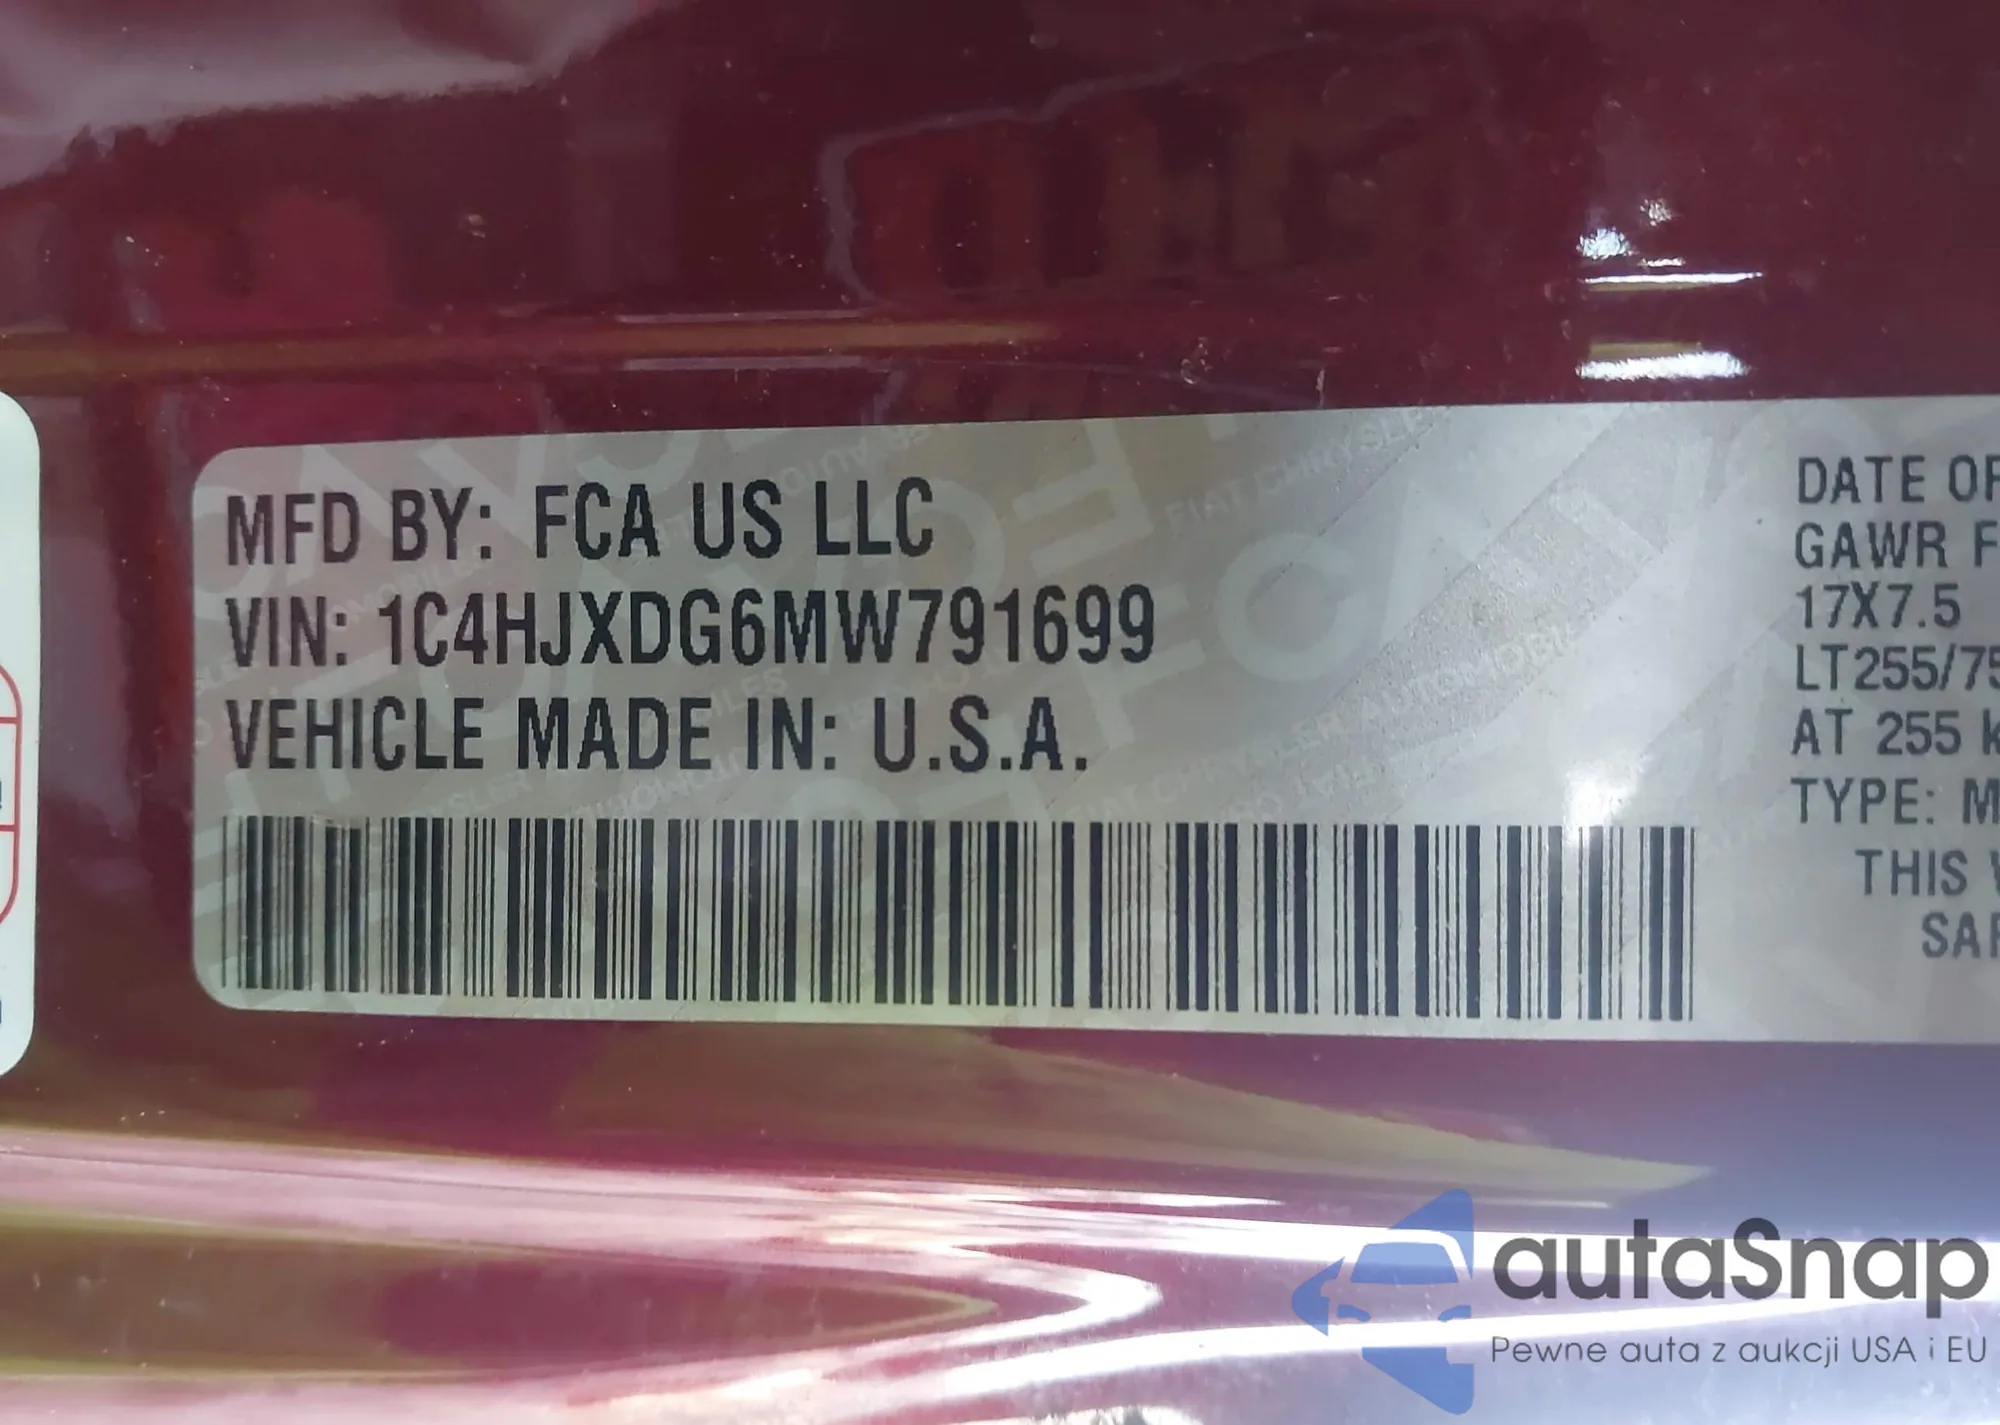 MFD BY: FCA US LLC
VIN: 1C4HJXDG6MW791699
VEHICLE MADE IN: U.S.A.
DATE OF
GAWR F
17X7.5
LT255/75
AT 255 k
TYPE: M
THIS V
SAF
autaSnap
Pewne auta z aukcji USA i EU